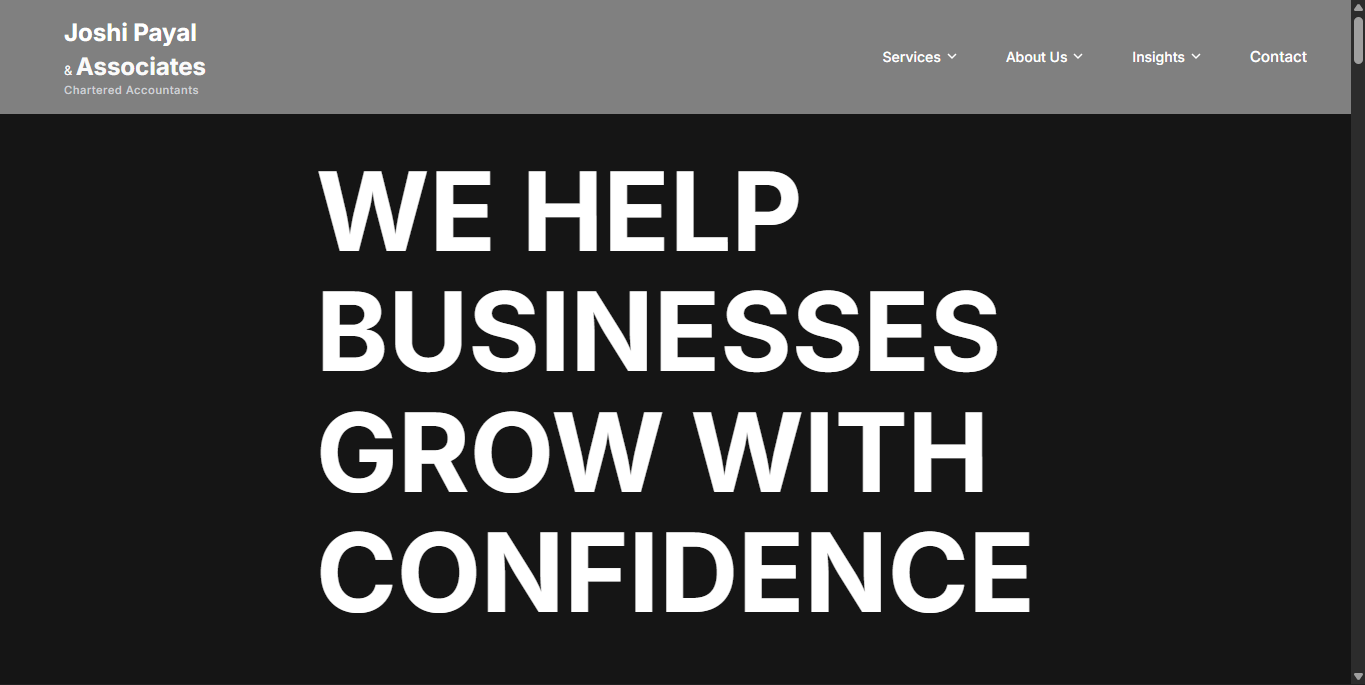 Joshi Payal
& Associates
Chartered Accountants
Services
About Us
Insights
Contact
WE HELP
BUSINESSES
GROW WITH
CONFIDENCE